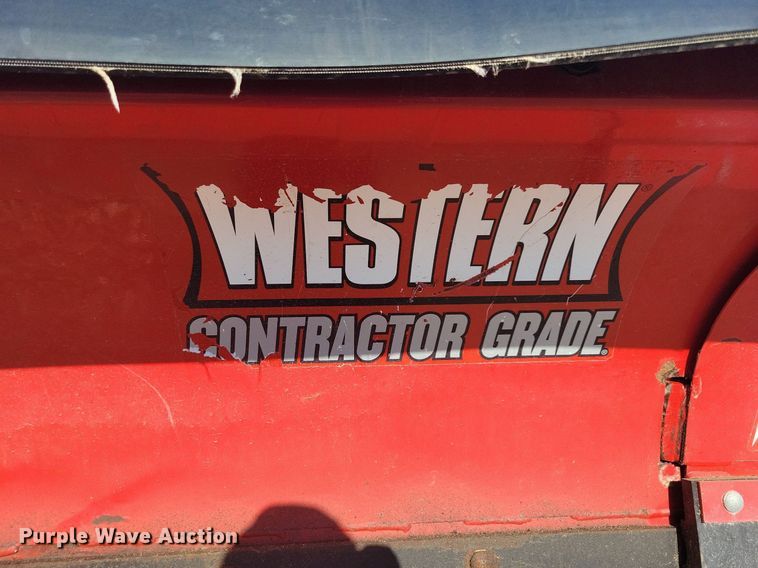 WESTERN®
CONTRACTOR GRADE®
Purple Wave Auction